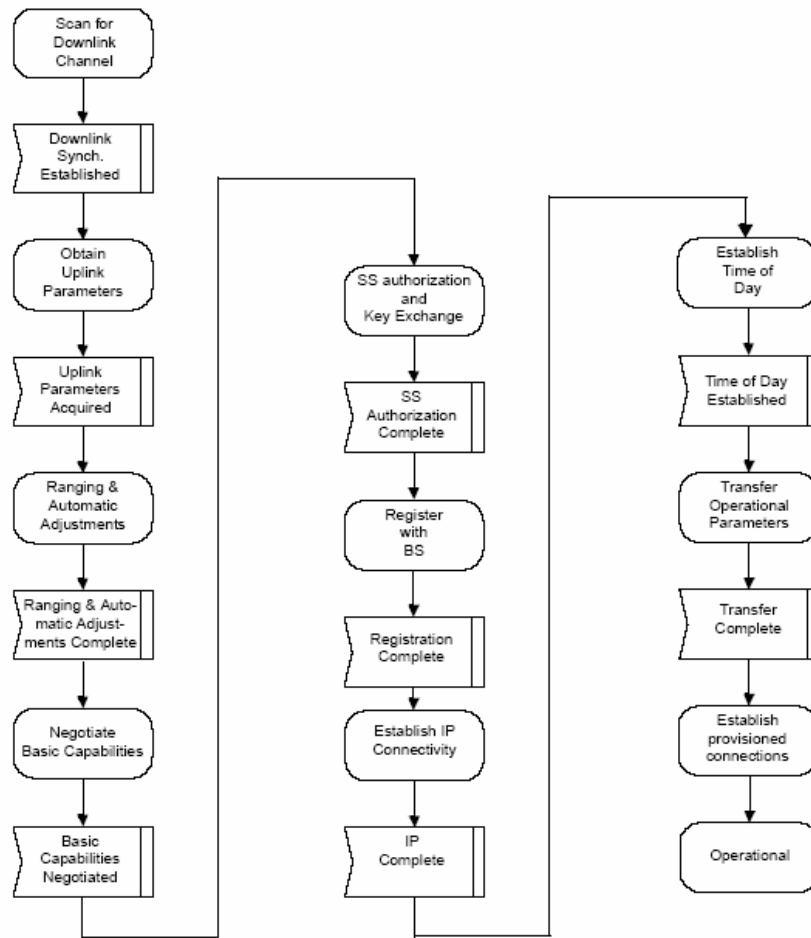 Scan for
Downlink
Channel
Downlink
Synch.
Established
Obtain
Uplink
Parameters
Uplink
Parameters
Acquired
Ranging &
Automatic
Adjustments
Ranging & Auto-
matic Adjust-
ments Complete
Negotiate
Basic Capabilities
Basic
Capabilities
Negotiated
SS authorization
and
Key Exchange
SS
Authorization
Complete
Register
with
BS
Registration
Complete
Establish IP
Connectivity
IP
Complete
Establish
Time of
Day
Time of Day
Established
Transfer
Operational
Parameters
Transfer
Complete
Establish
provisioned
connections
Operational